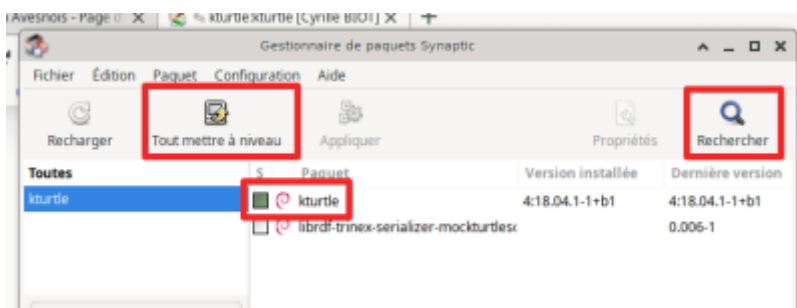 Avesnois - Page d
kturtle:xturtle [Cyrille BIOT]
Gestionnaire de paquets Synaptic
Fichier Édition Paquet Configuration Aide
Recharger Tout mettre à niveau Appliquer Propriétés Rechercher
Toutes S Paquet Version installée Dernière version
kturtle
kturtle 4:18.04.1-1+b1 4:18.04.1-1+b1
librdf-trinex-serializer-mockturtlesc 0.006-1